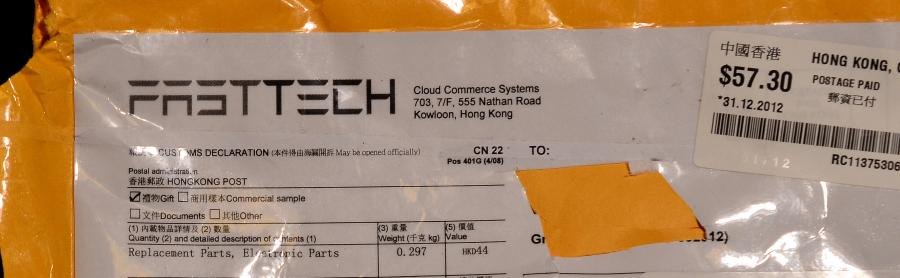 FASTTECH
Cloud Commerce Systems
703, 7/F, 555 Nathan Road
Kowloon, Hong Kong
中國香港
HONG KONG,
$57.30
POSTAGE PAID
郵資已付
*31.12.2012
RC11375306
CUSTOMS DECLARATION (本件得由海關開拆 May be opened officially)
CN 22
Pos 401G (4/08)
TO:
Postal administration
香港郵政 HONGKONG POST
禮物Gift 商用樣本Commercial sample
文件Documents 其他Other
(1) 內載物品詳情及 (2) 數量
Quantity (2) and detailed description of contents (1)
(3) 重量
Weight (千克 kg)
(5) 價值
Value
Replacement Parts, Electronic Parts
0.297
HKD44